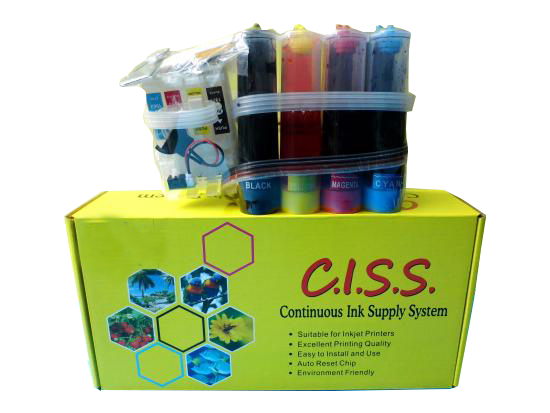 BLACK
MAGENTA
CYAN
C.I.S.S.
Continuous Ink Supply System
• Suitable for Inkjet Printers
• Excellent Printing Quality
• Easy to Install and Use
• Auto Reset Chip
• Environment Friendly